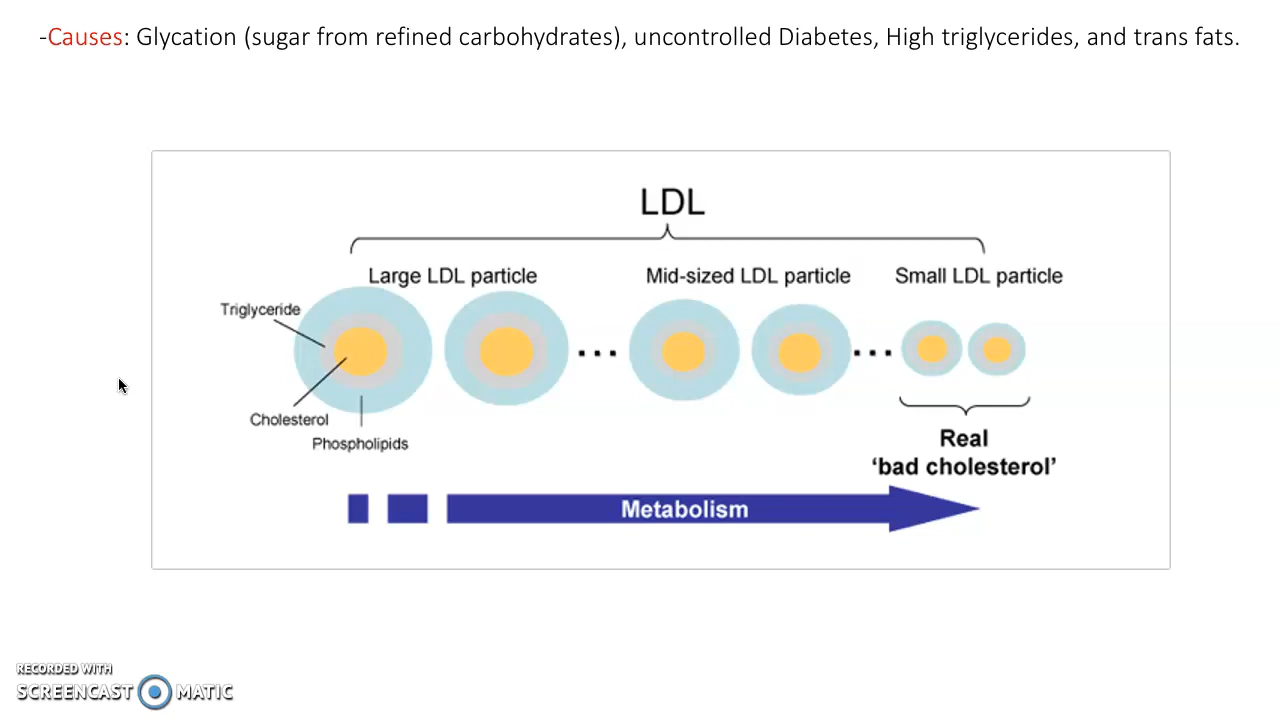 -Causes: Glycation (sugar from refined carbohydrates), uncontrolled Diabetes, High triglycerides, and trans fats.
LDL
Large LDL particle
Mid-sized LDL particle
Small LDL particle
Triglyceride
Cholesterol
Phospholipids
Real
‘bad cholesterol’
Metabolism
RECORDED WITH
SCREENCAST MATIC